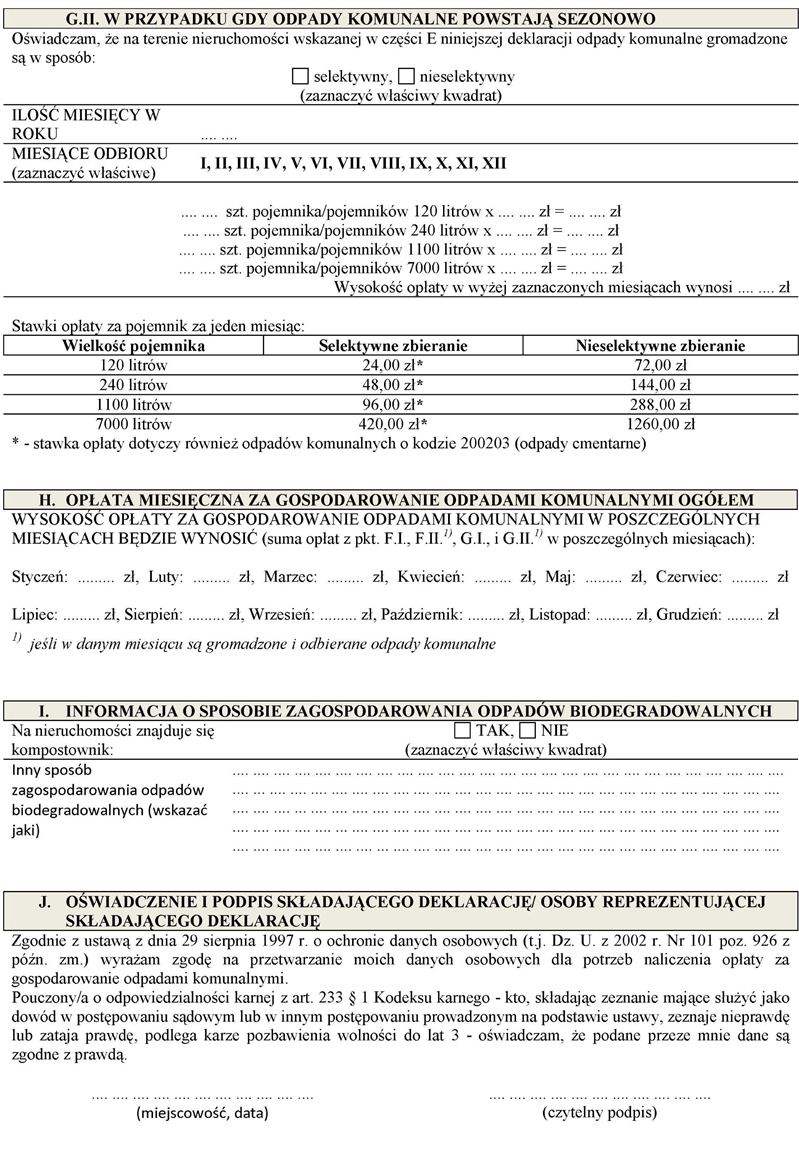 G.II. W PRZYPADKU GDY ODPADY KOMUNALNE POWSTAJĄ SEZONOWO
Oświadczam, że na terenie nieruchomości wskazanej w części E niniejszej deklaracji odpady komunalne gromadzone
są w sposób:
☐ selektywny, ☐ nieselektywny
(zaznaczyć właściwy kwadrat)
ILOŚĆ MIESIĘCY W
ROKU .... ....
MIESIĄCE ODBIORU
(zaznaczyć właściwe) I, II, III, IV, V, VI, VII, VIII, IX, X, XI, XII
.... .... szt. pojemnika/pojemników 120 litrów x .... .... zł = .... .... zł
.... .... szt. pojemnika/pojemników 240 litrów x .... .... zł = .... .... zł
.... .... szt. pojemnika/pojemników 1100 litrów x .... .... zł = .... .... zł
.... .... szt. pojemnika/pojemników 7000 litrów x .... .... zł = .... .... zł
Wysokość opłaty w wyżej zaznaczonych miesiącach wynosi .... .... zł
Stawki opłaty za pojemnik za jeden miesiąc:
Wielkość pojemnika Selektywne zbieranie Nieselektywne zbieranie
120 litrów 24,00 zł* 72,00 zł
240 litrów 48,00 zł* 144,00 zł
1100 litrów 96,00 zł* 288,00 zł
7000 litrów 420,00 zł* 1260,00 zł
* - stawka opłaty dotyczy również odpadów komunalnych o kodzie 200203 (odpady cmentarne)
H. OPŁATA MIESIĘCZNA ZA GOSPODAROWANIE ODPADAMI KOMUNALNYMI OGÓŁEM
WYSOKOŚĆ OPŁATY ZA GOSPODAROWANIE ODPADAMI KOMUNALNYMI W POSZCZEGÓLNYCH
MIESIĄCACH BĘDZIE WYNOSIĆ (suma opłat z pkt. F.I., F.II.1), G.I., i G.II.1) w poszczególnych miesiącach):
Styczeń: ......... zł, Luty: ......... zł, Marzec: ......... zł, Kwiecień: ......... zł, Maj: ......... zł, Czerwiec: ......... zł
Lipiec: ......... zł, Sierpień: ......... zł, Wrzesień: ......... zł, Październik: ......... zł, Listopad: ......... zł, Grudzień: ......... zł
1) jeśli w danym miesiącu są gromadzone i odbierane odpady komunalne
I. INFORMACJA O SPOSOBIE ZAGOSPODAROWANIA ODPADÓW BIODEGRADOWALNYCH
Na nieruchomości znajduje się ☐ TAK, ☐ NIE
kompostownik: (zaznaczyć właściwy kwadrat)
Inny sposób .... .... .... .... .... .... .... .... .... .... .... .... .... .... .... .... .... .... .... .... .... .... .... .... .... .... ....
zagospodarowania odpadów .... .... .... .... .... .... .... .... .... .... .... .... .... .... .... .... .... .... .... .... .... .... .... .... .... .... ....
biodegradowalnych (wskazać .... .... .... .... .... .... .... .... .... .... .... .... .... .... .... .... .... .... .... .... .... .... .... .... .... .... ....
jaki) .... .... .... .... .... .... .... .... .... .... .... .... .... .... .... .... .... .... .... .... .... .... .... .... .... .... ....
.... .... .... .... .... .... .... .... .... .... .... .... .... .... .... .... .... .... .... .... .... .... .... .... .... .... ....
J. OŚWIADCZENIE I PODPIS SKŁADAJĄCEGO DEKLARACJĘ/ OSOBY REPREZENTUJĄCEJ
SKŁADAJĄCEGO DEKLARACJĘ
Zgodnie z ustawą z dnia 29 sierpnia 1997 r. o ochronie danych osobowych (t.j. Dz. U. z 2002 r. Nr 101 poz. 926 z
późn. zm.) wyrażam zgodę na przetwarzanie moich danych osobowych dla potrzeb naliczenia opłaty za
gospodarowanie odpadami komunalnymi.
Pouczony/a o odpowiedzialności karnej z art. 233 § 1 Kodeksu karnego - kto, składając zeznanie mające służyć jako
dowód w postępowaniu sądowym lub w innym postępowaniu prowadzonym na podstawie ustawy, zeznaje nieprawdę
lub zataja prawdę, podlega karze pozbawienia wolności do lat 3 - oświadczam, że podane przeze mnie dane są
zgodne z prawdą.
.... .... .... .... .... .... .... .... .... .... .... .... .... .... .... .... .... .... .... .... .... ....
(miejscowość, data) (czytelny podpis)